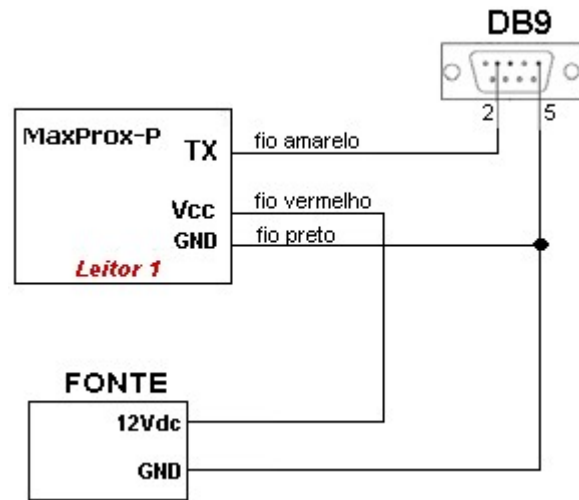 DB9
2 5
MaxProx-P
TX
fio amarelo
Vcc
fio vermelho
GND
fio preto
Leitor 1
FONTE
12Vdc
GND